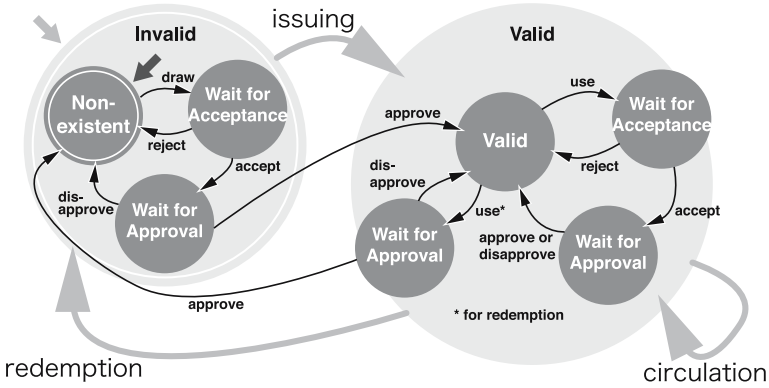 issuing
Invalid
Valid
draw
Non-
existent
Wait for
Acceptance
reject
accept
dis-
approve
Wait for
Approval
approve
use
Valid
Wait for
Acceptance
reject
dis-
approve
use*
accept
Wait for
Approval
approve or
disapprove
Wait for
Approval
approve
* for redemption
redemption
circulation